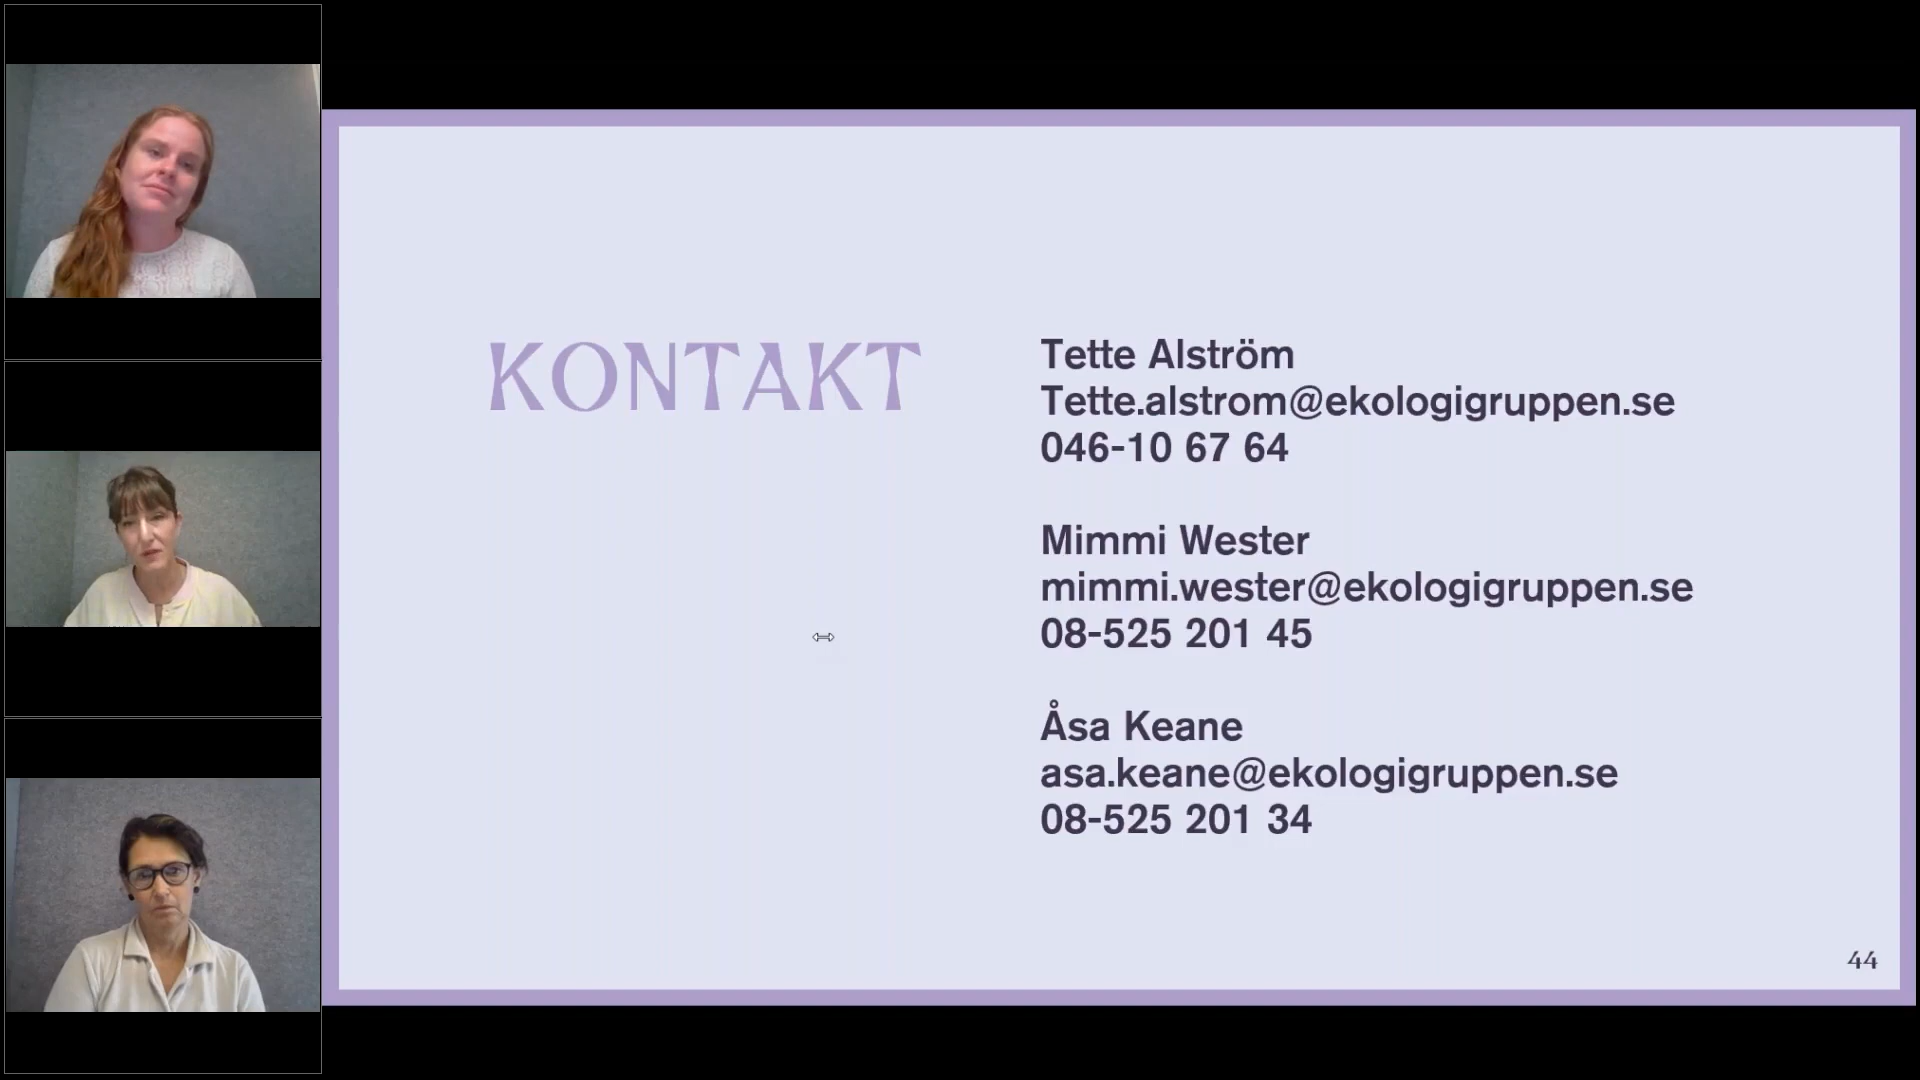 KONTAKT
Tette Alström
Tette.alstrom@ekologigruppen.se
046-10 67 64
Mimmi Wester
mimmi.wester@ekologigruppen.se
08-525 201 45
Åsa Keane
asa.keane@ekologigruppen.se
08-525 201 34
44